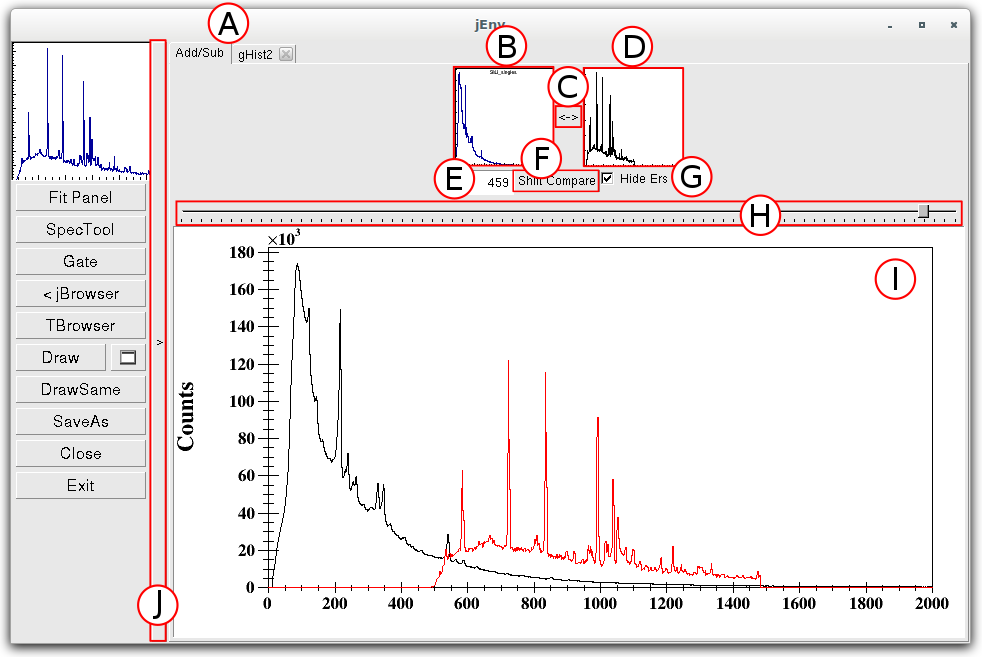 jEnv
A
B
C
D
Add/Sub
gHist2
<->
E
F
G
459
Shift Compare
Hide Ers
H
Fit Panel
SpecTool
Gate
< jBrowser
TBrowser
Draw
DrawSame
SaveAs
Close
Exit
>
J
I
×10³
Counts
180
160
140
120
100
80
60
40
20
0
0 200 400 600 800 1000 1200 1400 1600 1800 2000